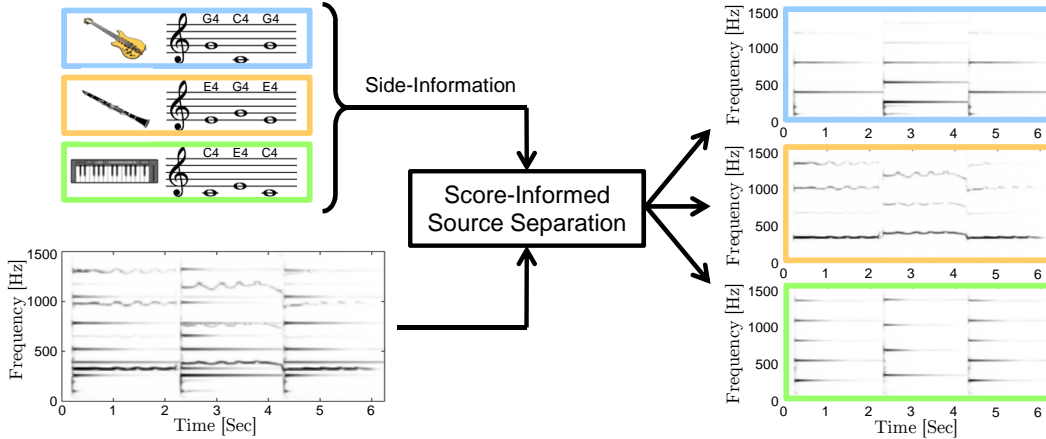 G4 C4 G4
E4 G4 E4
C4 E4 C4
Side-Information
Score-Informed
Source Separation
Frequency [Hz]
1500
1000
500
0
0 1 2 3 4 5 6
Time [Sec]
Frequency [Hz]
1500
1000
500
0
0 1 2 3 4 5 6
Frequency [Hz]
1500
1000
500
0
0 1 2 3 4 5 6
Frequency [Hz]
1500
1000
500
0
0 1 2 3 4 5 6
Time [Sec]